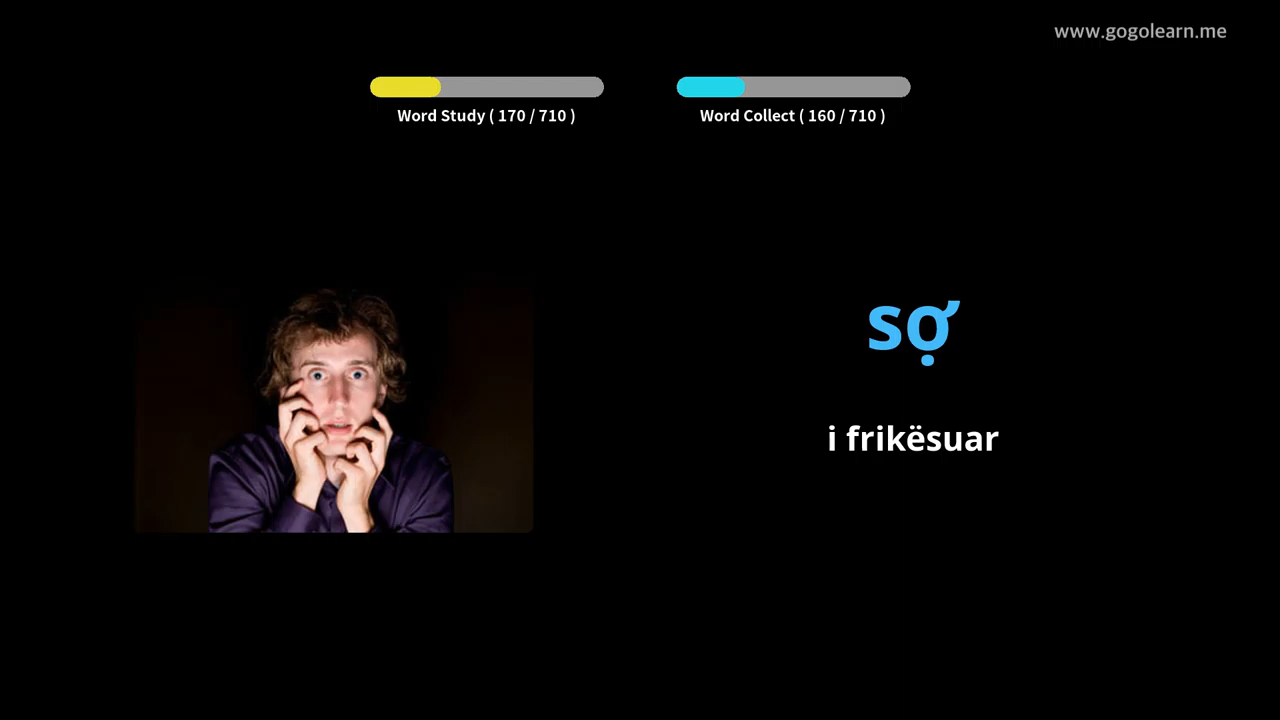 www.gogolearn.me
Word Study ( 170 / 710 )
Word Collect ( 160 / 710 )
sợ
i frikësuar